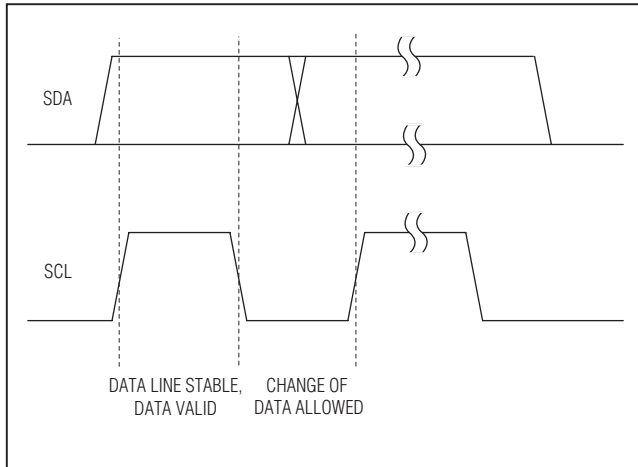 SDA
SCL
DATA LINE STABLE,
DATA VALID
CHANGE OF
DATA ALLOWED